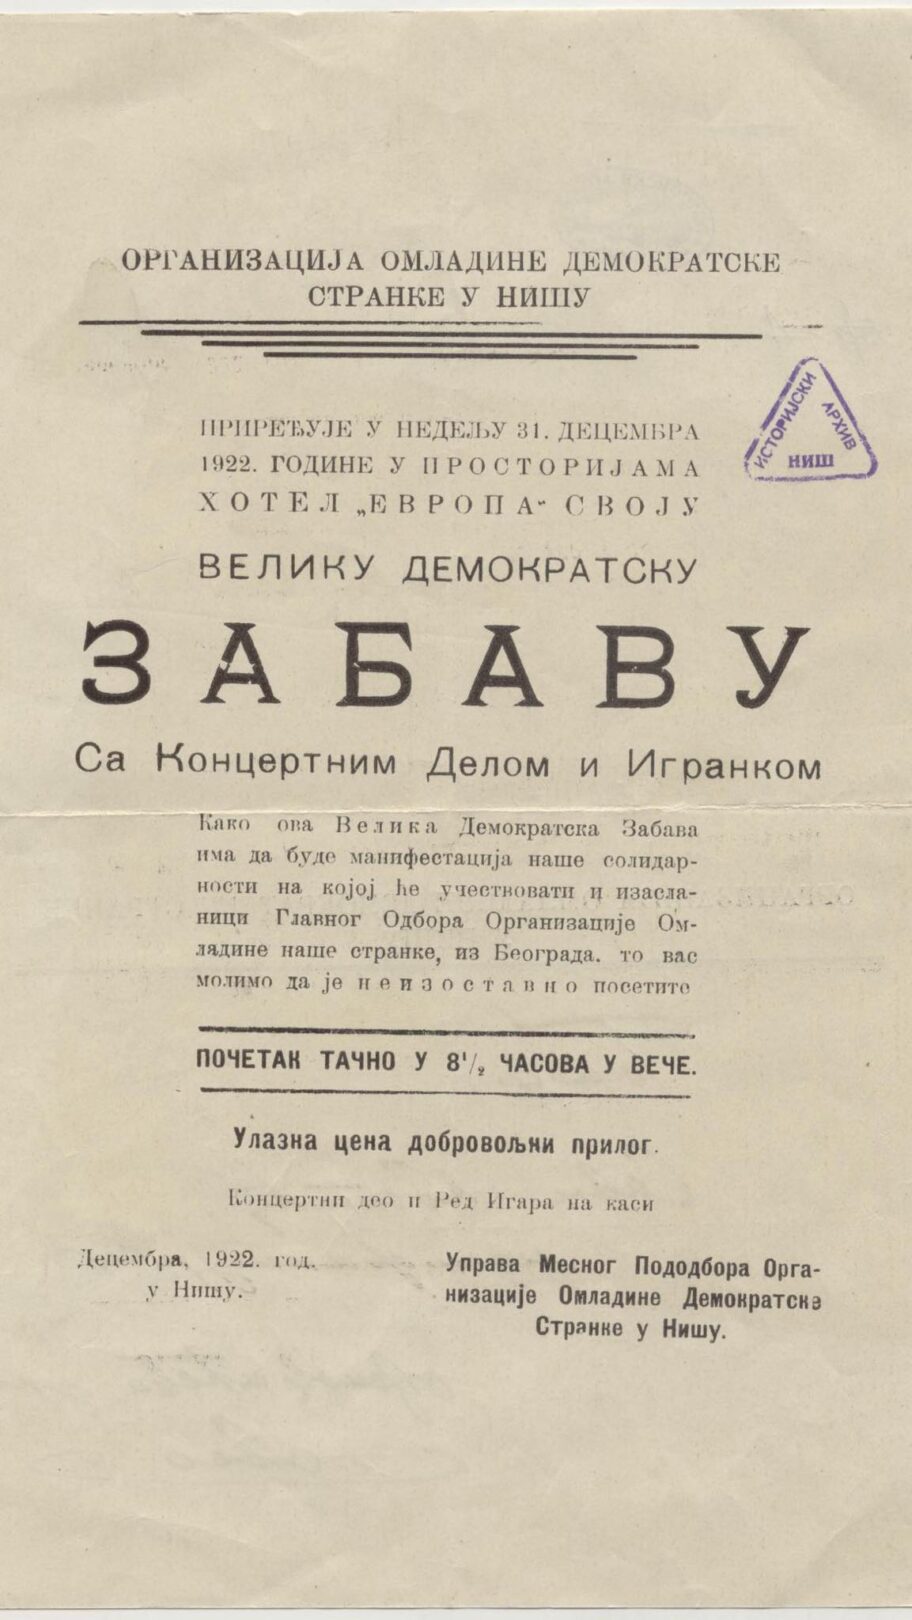 ОРГАНИЗАЦИЈА ОМЛАДИНЕ ДЕМОКРАТСКЕ
СТРАНКЕ У НИШУ
ПРИРЕЂУЈЕ У НЕДЕЉУ 31. ДЕЦЕМБРА
1922. ГОДИНЕ У ПРОСТОРИЈАМА
ХОТЕЛ „ЕВРОПА“ СВОЈУ
ИСТОРИЈСКИ
АРХИВ
НИШ
ВЕЛИКУ ДЕМОКРАТСКУ
ЗАБАВУ
Са Концертним Делом и Игранком
Како ова Велика Демократска Забава
има да буде манифестација наше солидар-
ности на којој ће учествовати и изасла-
ници Главног Одбора Организације Ом-
ладине наше странке, из Београда. то вас
молимо да је неизоставно посетите
ПОЧЕТАК ТАЧНО У 8¹/₂ ЧАСОВА У ВЕЧЕ.
Улазна цена добровољни прилог.
Концертни део и Ред Игара на каси
Децембра, 1922. год.
у Нишу.
Управа Месног Пододбора Орга-
низације Омладине Демократске
Странке у Нишу.